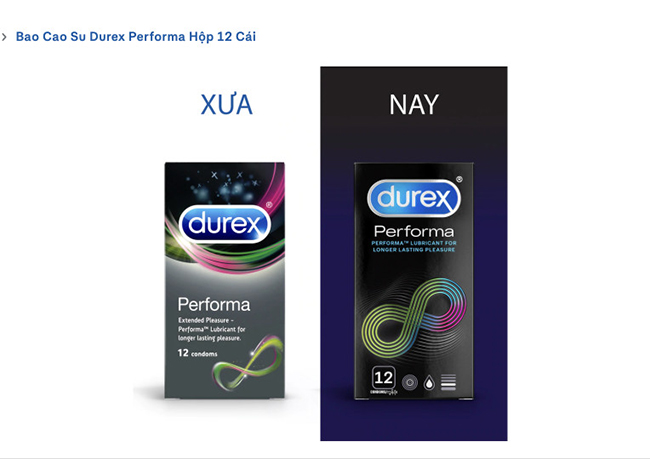 Bao Cao Su Durex Performa Hộp 12 Cái
XƯA
NAY
durex®
Performa
Extended Pleasure -
Performa™ Lubricant for
longer lasting pleasure.
12 condoms
durex®
Performa
PERFORMA™ LUBRICANT FOR
LONGER LASTING PLEASURE
12